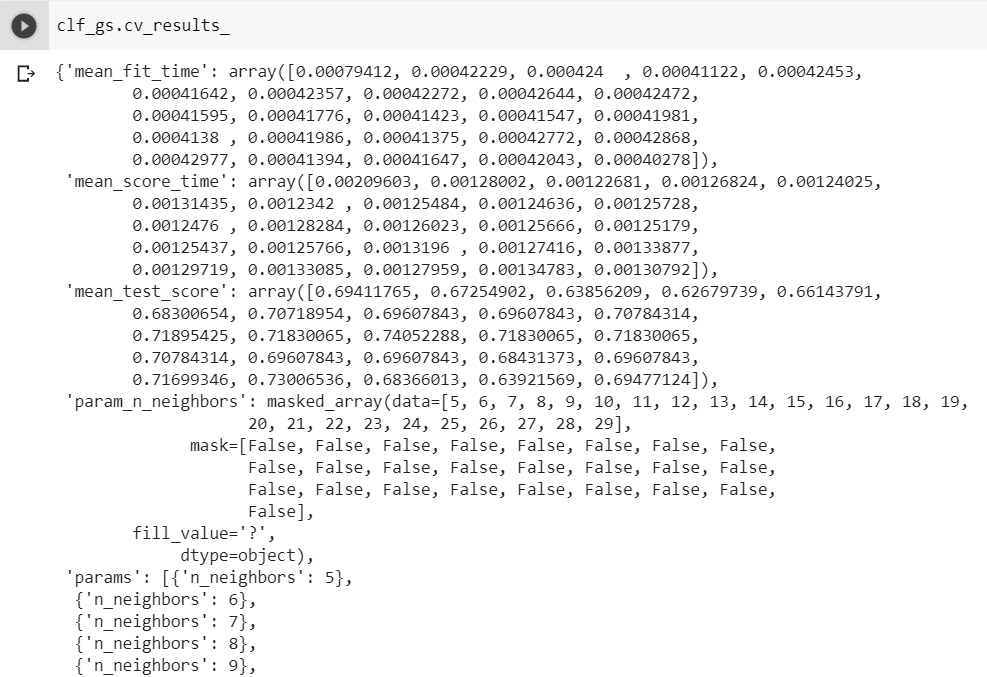 clf_gs.cv_results_
{'mean_fit_time': array([0.00079412, 0.00042229, 0.000424  , 0.00041122, 0.00042453,
        0.00041642, 0.00042357, 0.00042272, 0.00042644, 0.00042472,
        0.00041595, 0.00041776, 0.00041423, 0.00041547, 0.00041981,
        0.0004138 , 0.00041986, 0.00041375, 0.00042772, 0.00042868,
        0.00042977, 0.00041394, 0.00041647, 0.00042043, 0.00040278]),
 'mean_score_time': array([0.00209603, 0.00128002, 0.00122681, 0.00126824, 0.00124025,
        0.00131435, 0.0012342 , 0.00125484, 0.00124636, 0.00125728,
        0.0012476 , 0.00128284, 0.00126023, 0.00125666, 0.00125179,
        0.00125437, 0.00125766, 0.0013196 , 0.00127416, 0.00133877,
        0.00129719, 0.00133085, 0.00127959, 0.00134783, 0.00130792]),
 'mean_test_score': array([0.69411765, 0.67254902, 0.63856209, 0.62679739, 0.66143791,
        0.68300654, 0.70718954, 0.69607843, 0.69607843, 0.70784314,
        0.71895425, 0.71830065, 0.74052288, 0.71830065, 0.71830065,
        0.70784314, 0.69607843, 0.69607843, 0.68431373, 0.69607843,
        0.71699346, 0.73006536, 0.68366013, 0.63921569, 0.69477124]),
 'param_n_neighbors': masked_array(data=[5, 6, 7, 8, 9, 10, 11, 12, 13, 14, 15, 16, 17, 18, 19,
                    20, 21, 22, 23, 24, 25, 26, 27, 28, 29],
              mask=[False, False, False, False, False, False, False, False,
                    False, False, False, False, False, False, False, False,
                    False, False, False, False, False, False, False, False,
                    False],
        fill_value='?',
             dtype=object),
 'params': [{'n_neighbors': 5},
  {'n_neighbors': 6},
  {'n_neighbors': 7},
  {'n_neighbors': 8},
  {'n_neighbors': 9},